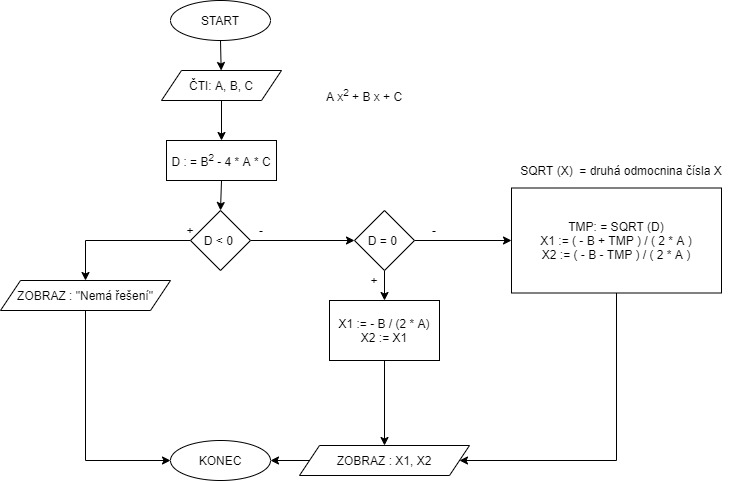 START
ČTI: A, B, C
A x² + B x + C
D : = B² - 4 * A * C
SQRT (X)  = druhá odmocnina čísla X
+
D < 0
-
D = 0
-
TMP: = SQRT (D)
X1 := ( - B + TMP ) / ( 2 * A )
X2 := ( - B - TMP ) / ( 2 * A )
+
ZOBRAZ : "Nemá řešení"
X1 := - B / (2 * A)
X2 := X1
KONEC
ZOBRAZ : X1, X2